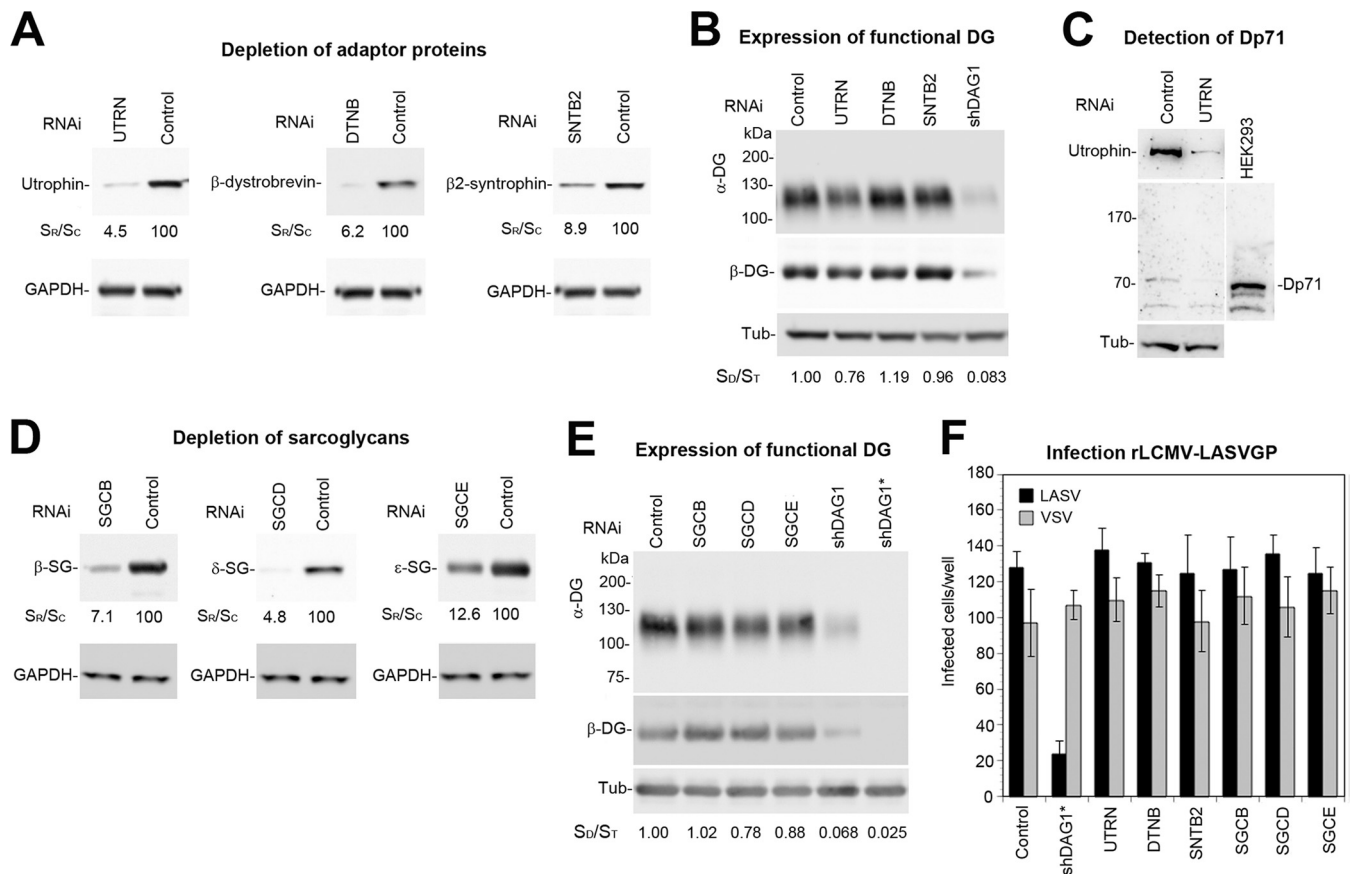 A
Depletion of adaptor proteins
RNAi
UTRN
Control
Utrophin-
SR/SC
4.5
100
GAPDH-
RNAi
DTNB
Control
β-dystrobrevin-
SR/SC
6.2
100
GAPDH-
RNAi
SNTB2
Control
β2-syntrophin-
SR/SC
8.9
100
GAPDH-
B
Expression of functional DG
RNAi
Control
UTRN
DTNB
SNTB2
shDAG1
kDa
200-
130-
100-
α-DG
β-DG-
Tub-
SD/ST
1.00
0.76
1.19
0.96
0.083
C
Detection of Dp71
RNAi
Control
UTRN
HEK293
Utrophin-
170-
70-
-Dp71
Tub-
D
Depletion of sarcoglycans
RNAi
SGCB
Control
β-SG-
SR/SC
7.1
100
GAPDH-
RNAi
SGCD
Control
δ-SG-
SR/SC
4.8
100
GAPDH-
RNAi
SGCE
Control
ε-SG-
SR/SC
12.6
100
GAPDH-
E
Expression of functional DG
RNAi
Control
SGCB
SGCD
SGCE
shDAG1
shDAG1*
kDa
200-
130-
100-
75-
α-DG
β-DG-
Tub-
SD/ST
1.00
1.02
0.78
0.88
0.068
0.025
F
Infection rLCMV-LASVGP
Infected cells/well
180
160
140
120
100
80
60
40
20
0
LASV
VSV
Control
shDAG1*
UTRN
DTNB
SNTB2
SGCB
SGCD
SGCE